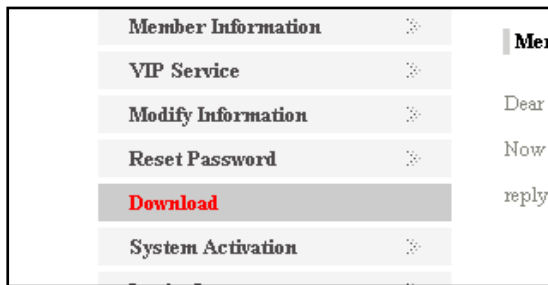 Member Information
VIP Service
Modify Information
Reset Password
Download
System Activation
Dear
Now
reply